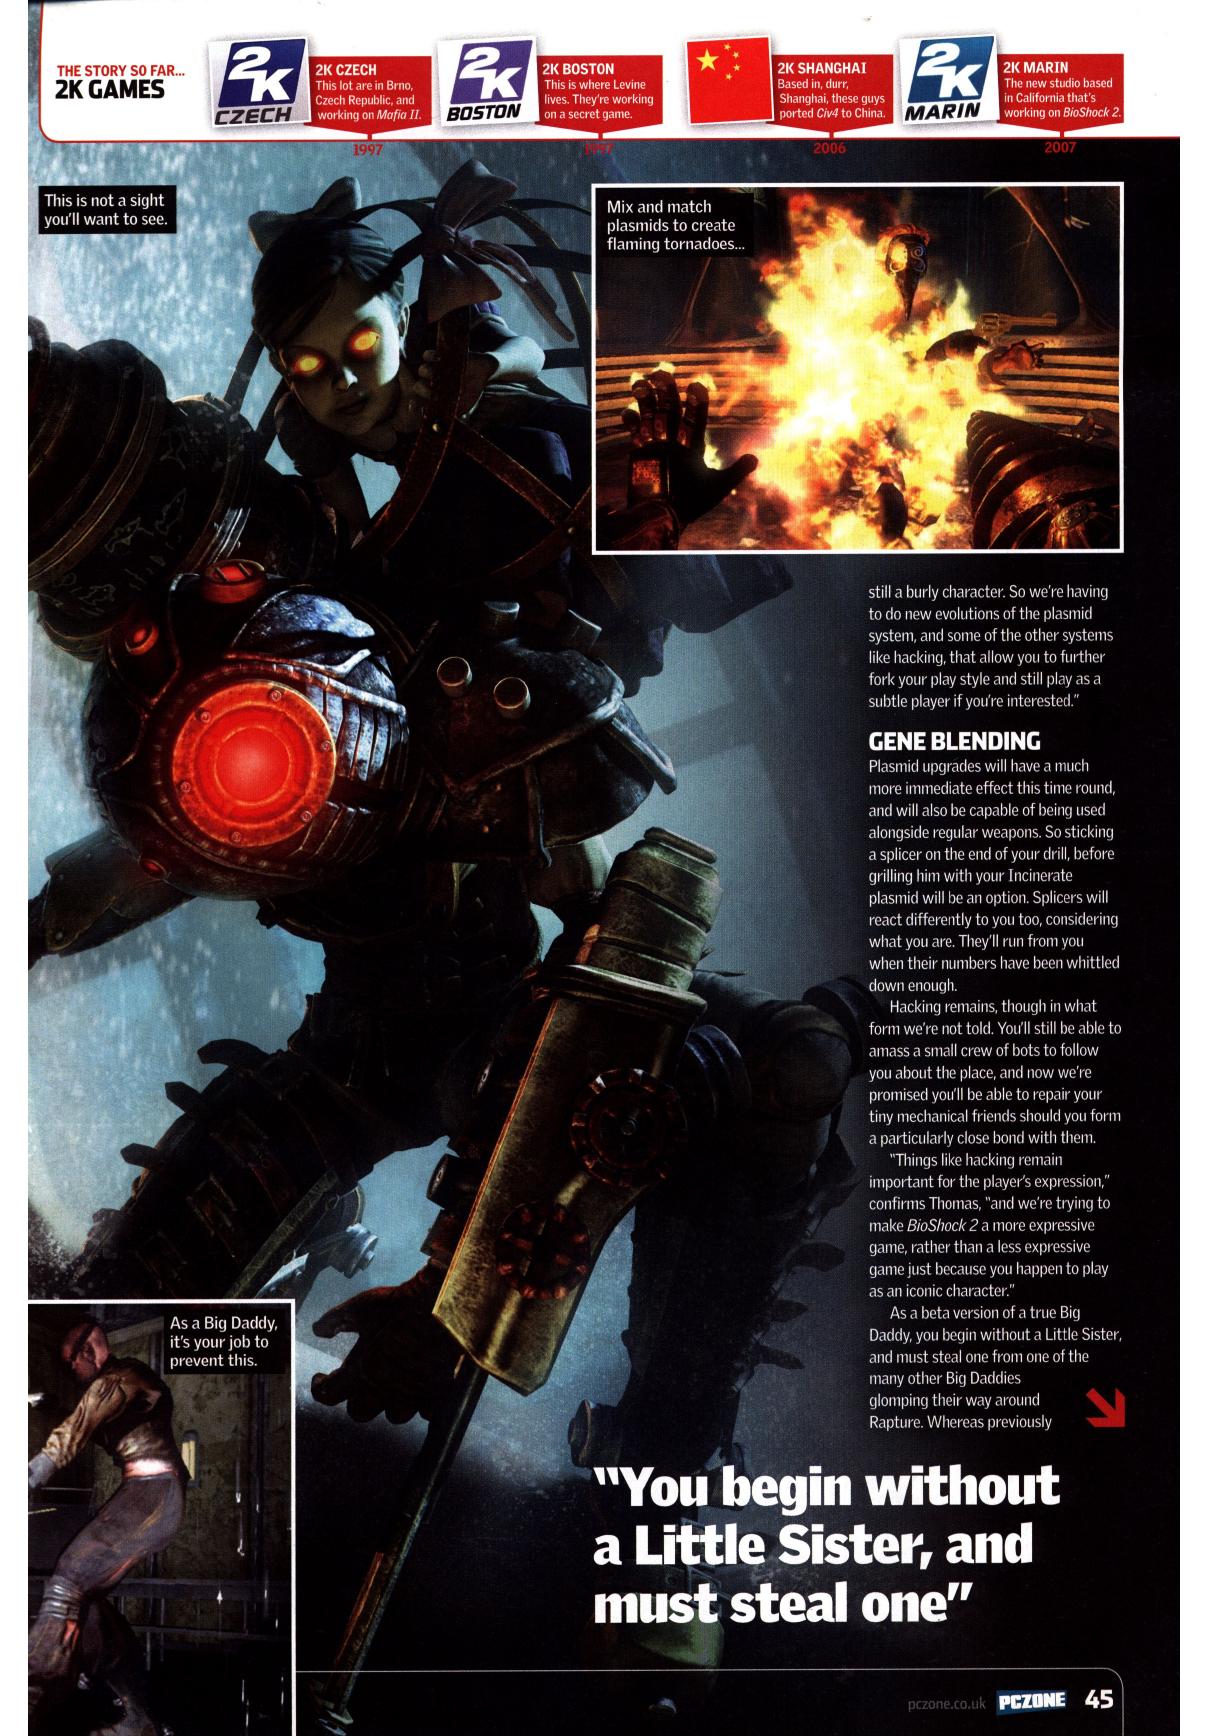 THE STORY SO FAR...
2K GAMES
2K
CZECH
2K CZECH
This lot are in Brno,
Czech Republic, and
working on Mafia II.
1997
2K
BOSTON
2K BOSTON
This is where Levine
lives. They're working
on a secret game.
1997
2K SHANGHAI
Based in, durr,
Shanghai, these guys
ported Civ4 to China.
2006
2K
MARIN
2K MARIN
The new studio based
in California that's
working on BioShock 2.
2007
This is not a sight
you'll want to see.
Mix and match
plasmids to create
flaming tornadoes...
still a burly character. So we're having
to do new evolutions of the plasmid
system, and some of the other systems
like hacking, that allow you to further
fork your play style and still play as a
subtle player if you're interested."
GENE BLENDING
Plasmid upgrades will have a much
more immediate effect this time round,
and will also be capable of being used
alongside regular weapons. So sticking
a splicer on the end of your drill, before
grilling him with your Incinerate
plasmid will be an option. Splicers will
react differently to you too, considering
what you are. They'll run from you
when their numbers have been whittled
down enough.
Hacking remains, though in what
form we're not told. You'll still be able to
amass a small crew of bots to follow
you about the place, and now we're
promised you'll be able to repair your
tiny mechanical friends should you form
a particularly close bond with them.
"Things like hacking remain
important for the player's expression,"
confirms Thomas, "and we're trying to
make BioShock 2 a more expressive
game, rather than a less expressive
game just because you happen to play
as an iconic character."
As a beta version of a true Big
Daddy, you begin without a Little Sister,
and must steal one from one of the
many other Big Daddies
glomping their way around
Rapture. Whereas previously
As a Big Daddy,
it's your job to
prevent this.
"You begin without
a Little Sister, and
must steal one"
pczone.co.uk PCZONE 45